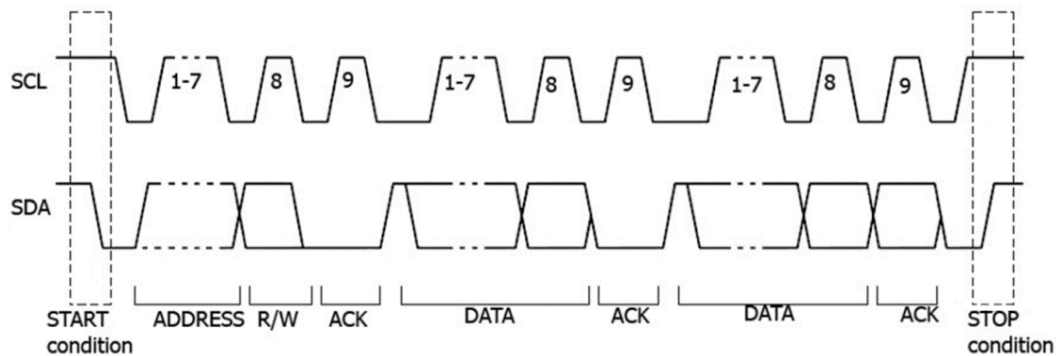 SCL 1-7 8 9 1-7 8 9 1-7 8 9
SDA
START condition
ADDRESS R/W ACK DATA ACK DATA ACK
STOP condition